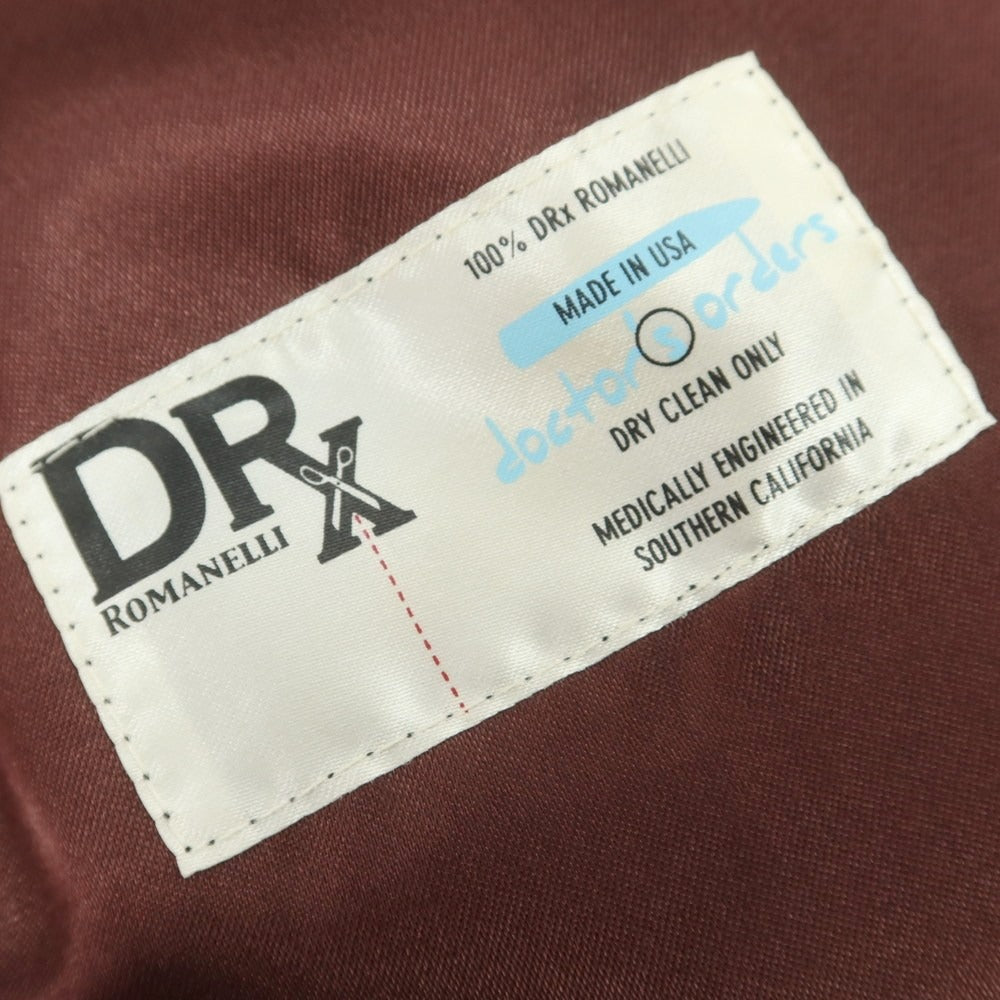 DRx
ROMANELLI
100% DRx ROMANELLI
MADE IN USA
doctor's orders
DRY CLEAN ONLY
MEDICALLY ENGINEERED IN
SOUTHERN CALIFORNIA